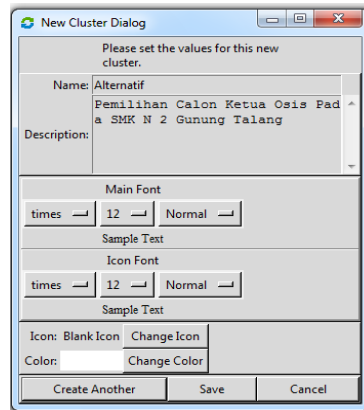 New Cluster Dialog
Please set the values for this new
cluster.
Name: Alternatif
Description: Pemilihan Calon Ketua Osis Pad
a SMK N 2 Gunung Talang
Main Font
times 12 Normal
Sample Text
Icon Font
times 12 Normal
Sample Text
Icon: Blank Icon Change Icon
Color: Change Color
Create Another Save Cancel